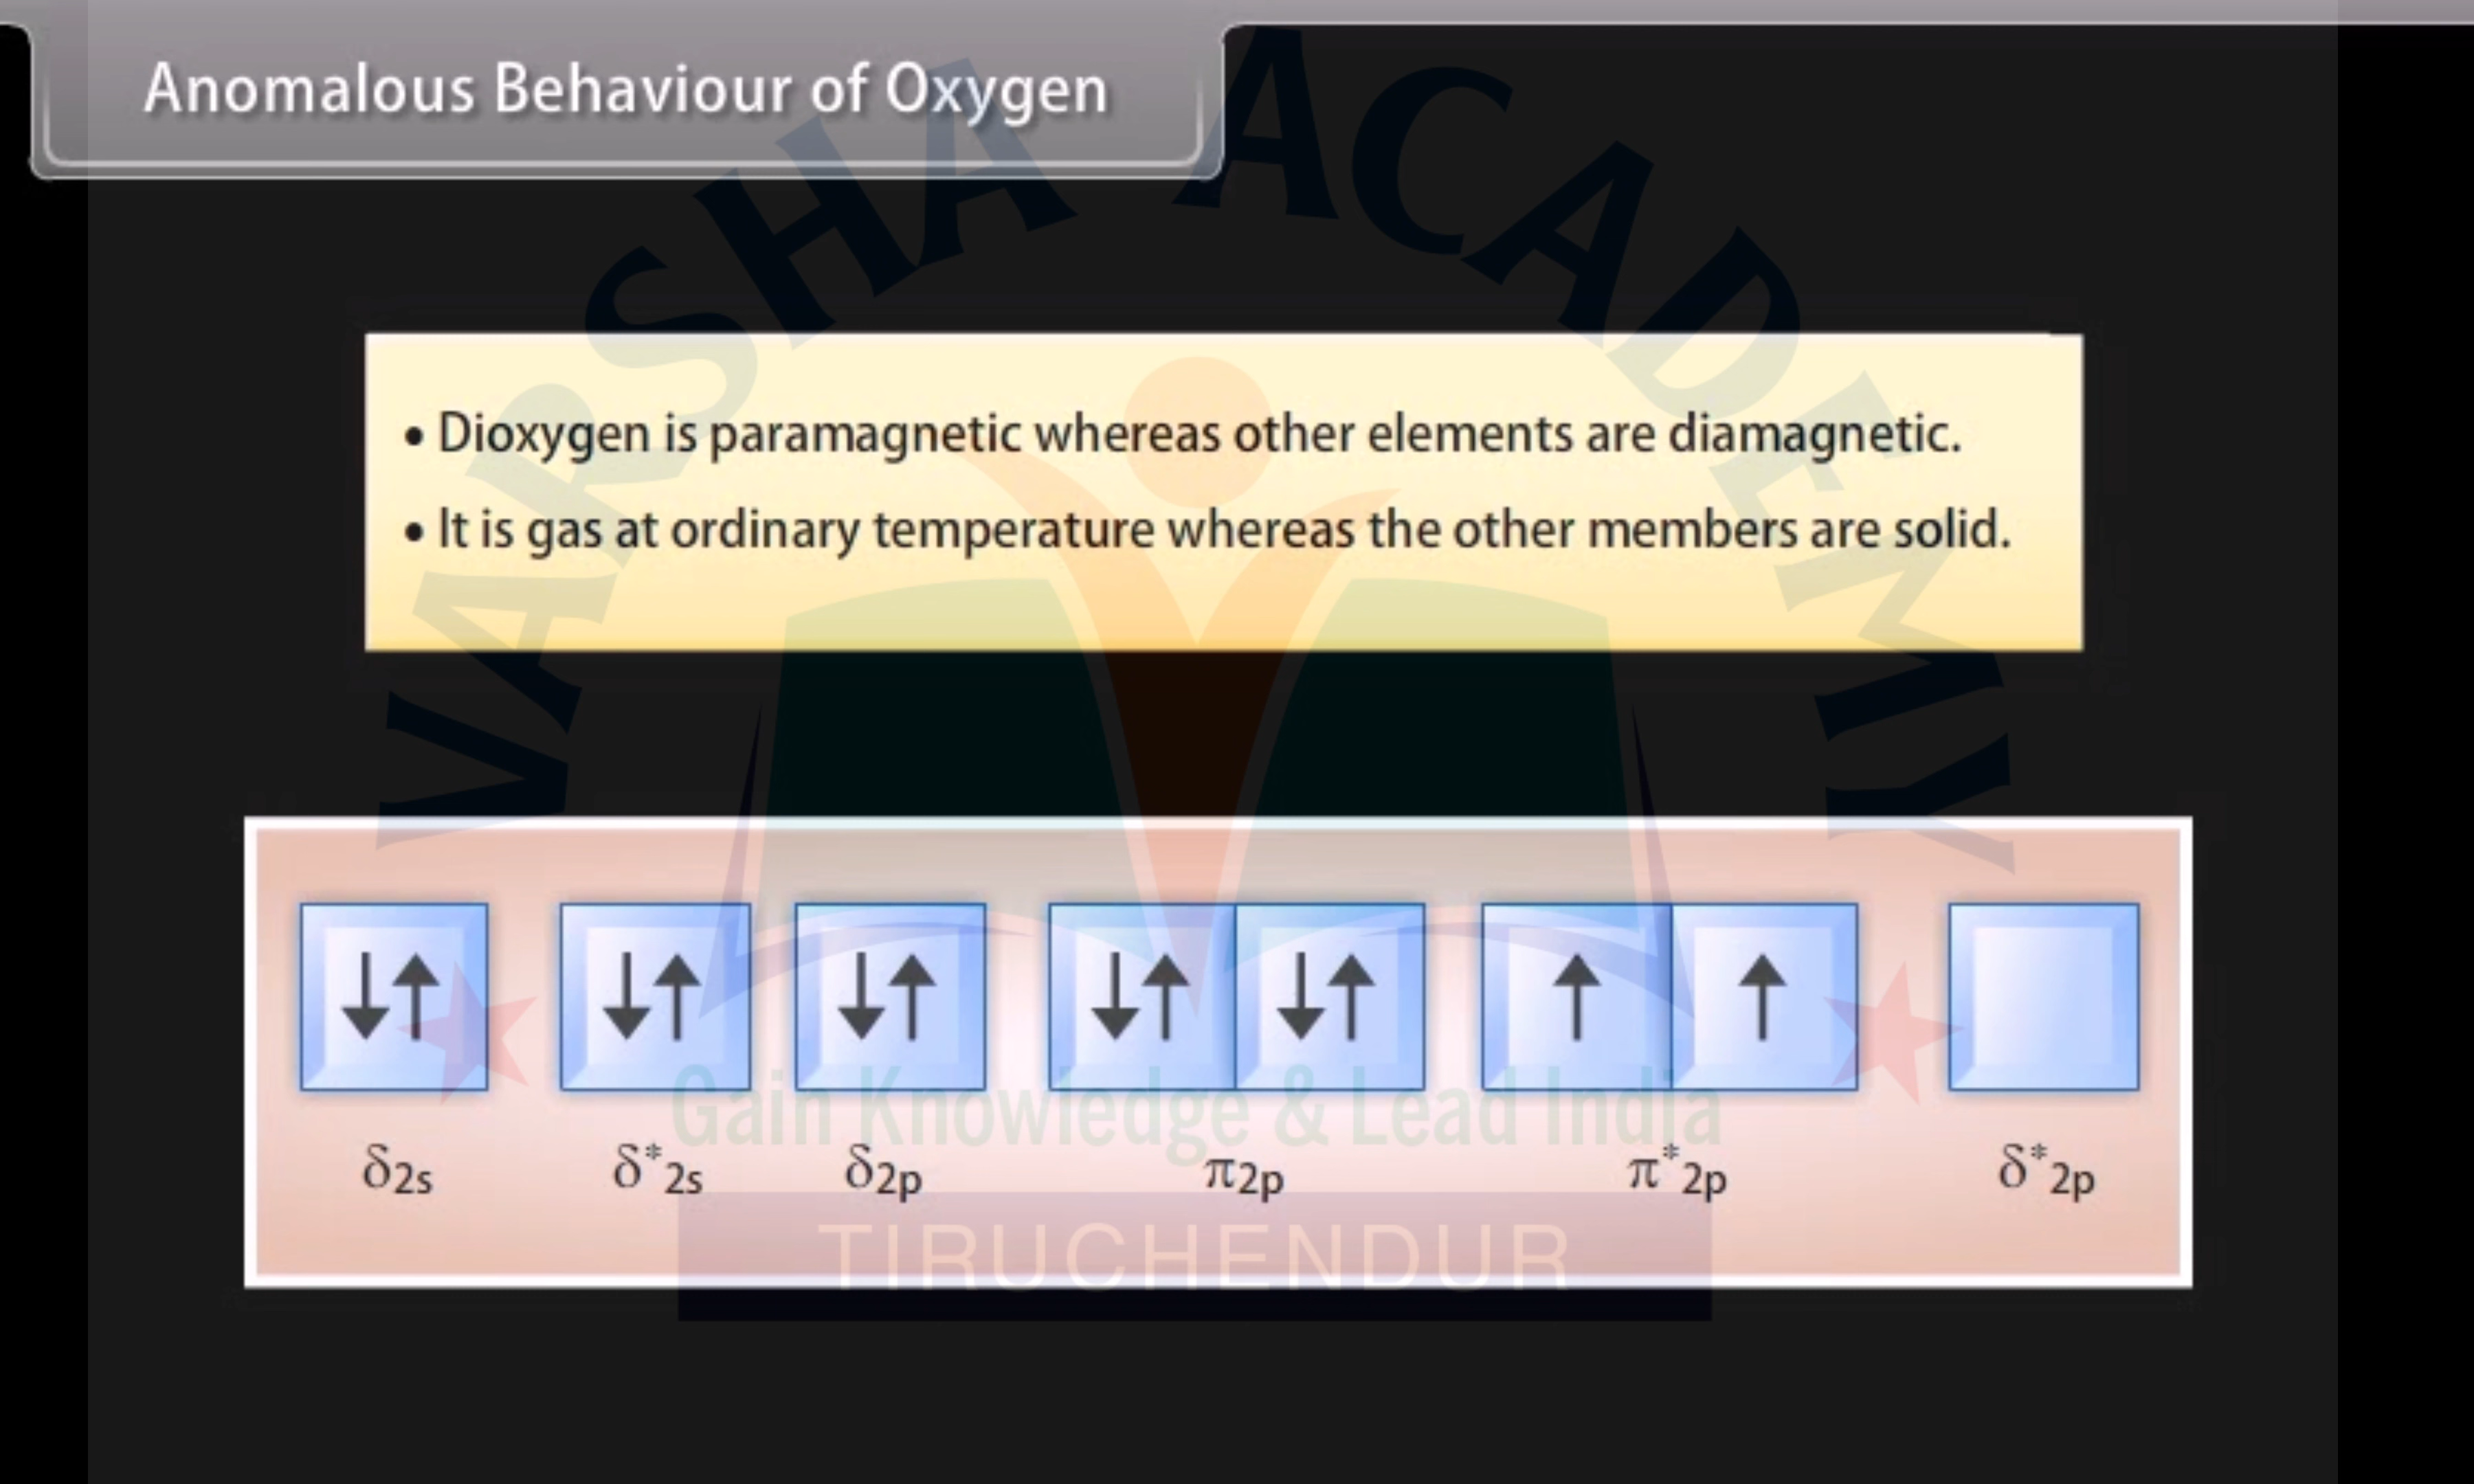 Anomalous Behaviour of Oxygen
VARSHA ACADEMY
• Dioxygen is paramagnetic whereas other elements are diamagnetic.
• It is gas at ordinary temperature whereas the other members are solid.
↓↑ ↓↑ ↓↑ ↓↑ ↓↑ ↑ ↑
Gain Knowledge & Lead India
δ2s δ*2s δ2p π2p π*2p δ*2p
TIRUCHENDUR